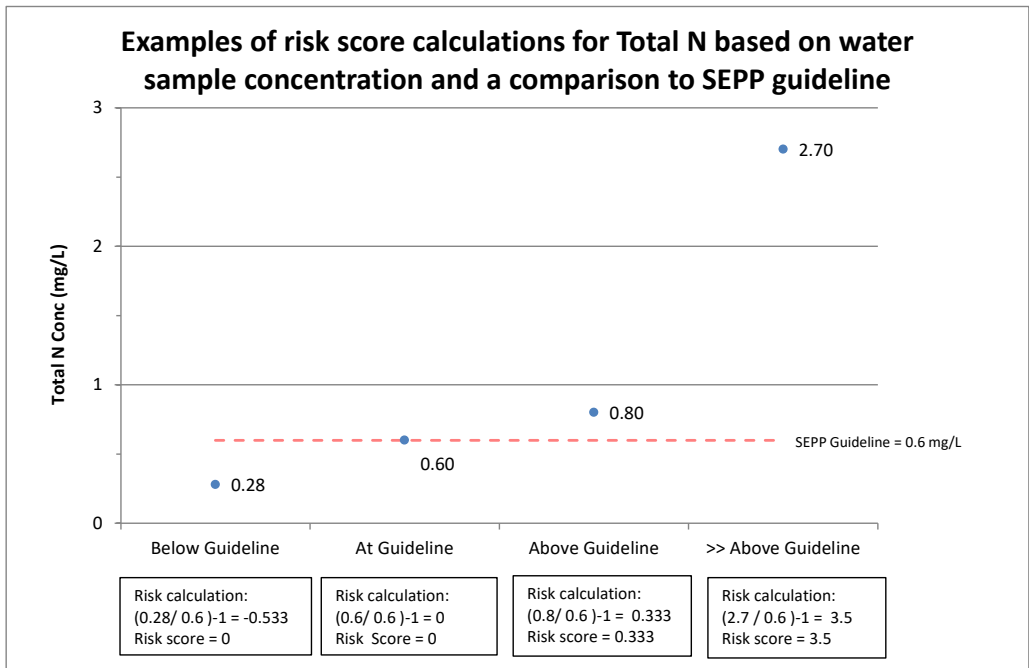 Examples of risk score calculations for Total N based on water
sample concentration and a comparison to SEPP guideline
Total N Conc (mg/L)
3
2
1
0
2.70
0.80
0.60
0.28
SEPP Guideline = 0.6 mg/L
Below Guideline
At Guideline
Above Guideline
>> Above Guideline
Risk calculation:
(0.28/ 0.6 )-1 = -0.533
Risk score = 0
Risk calculation:
(0.6/ 0.6 )-1 = 0
Risk  Score = 0
Risk calculation:
(0.8/ 0.6 )-1 =  0.333
Risk score = 0.333
Risk calculation:
(2.7 / 0.6 )-1 =  3.5
Risk score = 3.5